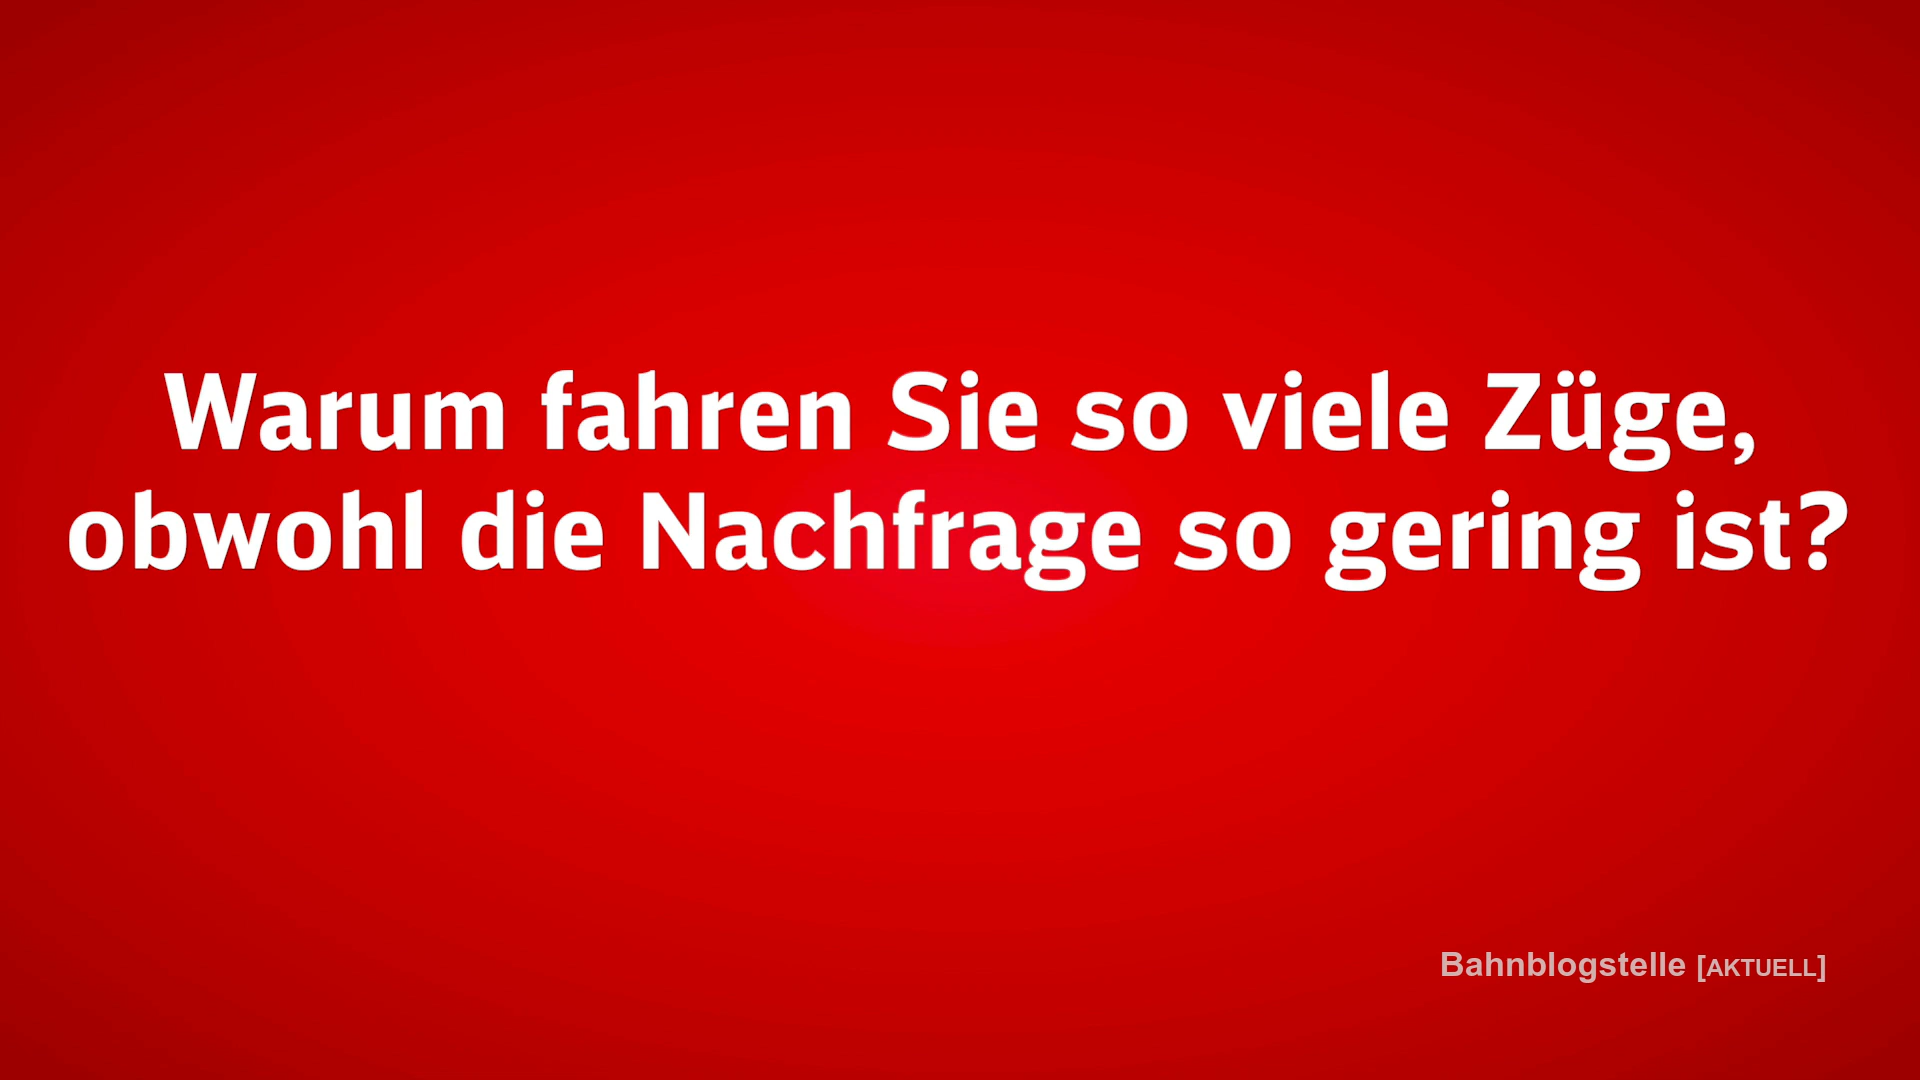 Warum fahren Sie so viele Züge,
obwohl die Nachfrage so gering ist?
Bahnblogstelle [AKTUELL]